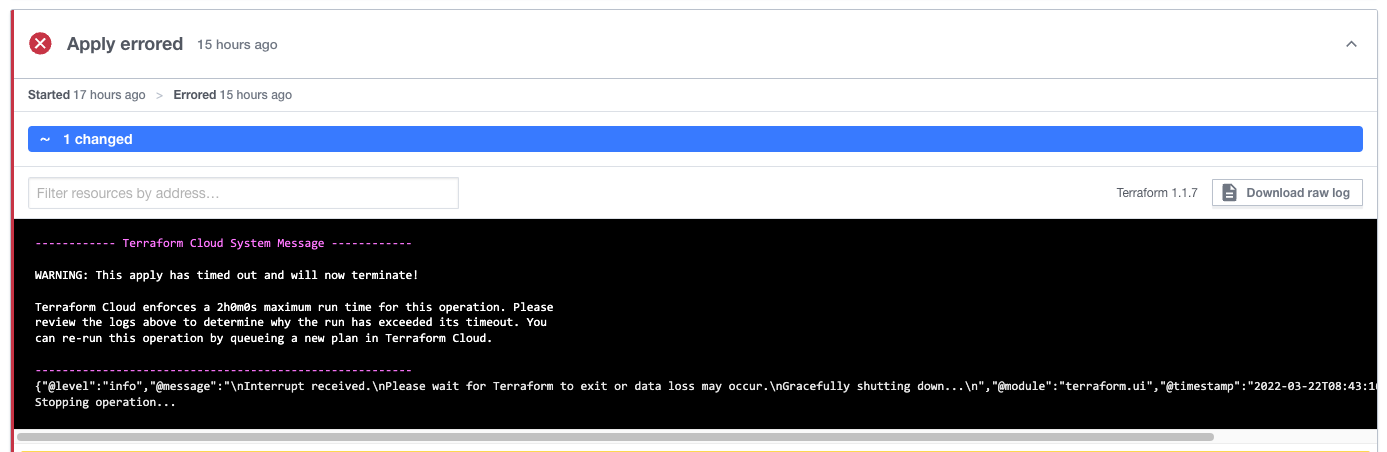 Apply errored 15 hours ago
Started 17 hours ago > Errored 15 hours ago
~ 1 changed
Filter resources by address...
Terraform 1.1.7
Download raw log
------------ Terraform Cloud System Message ------------
WARNING: This apply has timed out and will now terminate!
Terraform Cloud enforces a 2h0m0s maximum run time for this operation. Please
review the logs above to determine why the run has exceeded its timeout. You
can re-run this operation by queueing a new plan in Terraform Cloud.
--------------------------------------------------------
{"@level":"info","@message":"\nInterrupt received.\nPlease wait for Terraform to exit or data loss may occur.\nGracefully shutting down...\n","@module":"terraform.ui","@timestamp":"2022-03-22T08:43:1
Stopping operation...